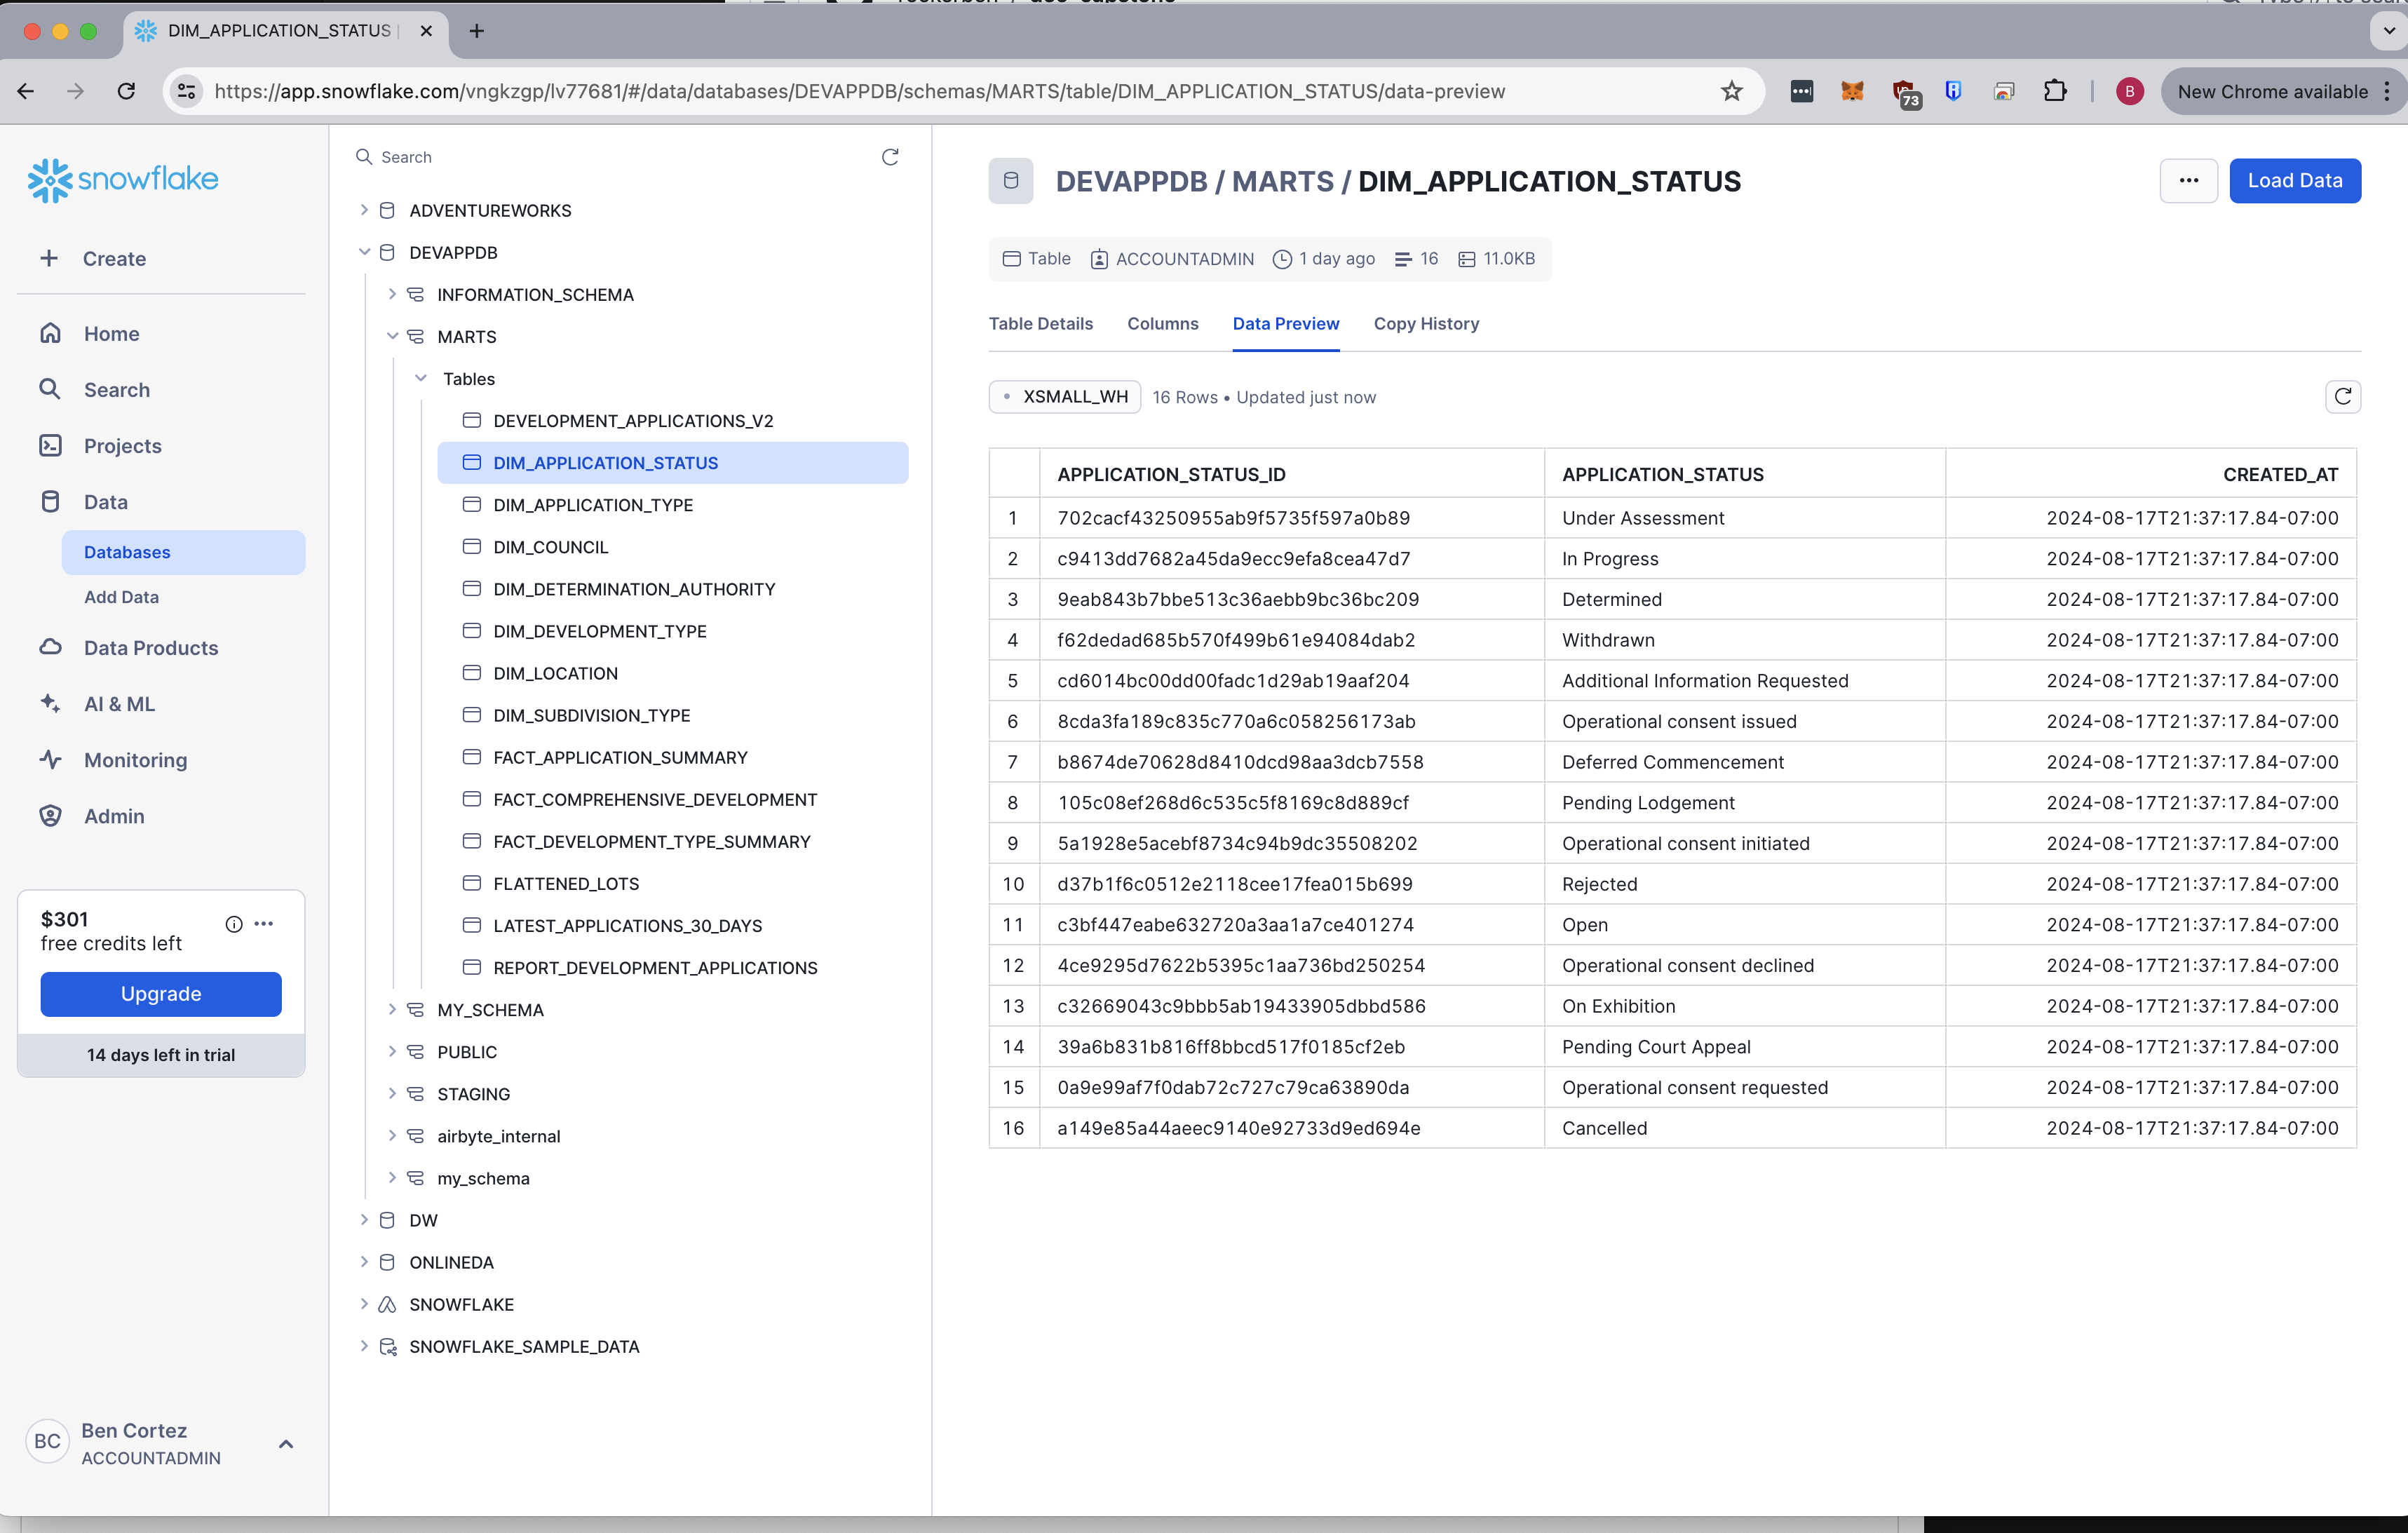 DIM_APPLICATION_STATUS
https://app.snowflake.com/vngkzgp/lv77681/#/data/databases/DEVAPPDB/schemas/MARTS/table/DIM_APPLICATION_STATUS/data-preview
73
B
New Chrome available
snowflake
Create
Home
Search
Projects
Data
Databases
Add Data
Data Products
AI & ML
Monitoring
Admin
$301
free credits left
Upgrade
14 days left in trial
BC
Ben Cortez
ACCOUNTADMIN
Search
ADVENTUREWORKS
DEVAPPDB
INFORMATION_SCHEMA
MARTS
Tables
DEVELOPMENT_APPLICATIONS_V2
DIM_APPLICATION_STATUS
DIM_APPLICATION_TYPE
DIM_COUNCIL
DIM_DETERMINATION_AUTHORITY
DIM_DEVELOPMENT_TYPE
DIM_LOCATION
DIM_SUBDIVISION_TYPE
FACT_APPLICATION_SUMMARY
FACT_COMPREHENSIVE_DEVELOPMENT
FACT_DEVELOPMENT_TYPE_SUMMARY
FLATTENED_LOTS
LATEST_APPLICATIONS_30_DAYS
REPORT_DEVELOPMENT_APPLICATIONS
MY_SCHEMA
PUBLIC
STAGING
airbyte_internal
my_schema
DW
ONLINEDA
SNOWFLAKE
SNOWFLAKE_SAMPLE_DATA
DEVAPPDB / MARTS / DIM_APPLICATION_STATUS
... Load Data
Table ACCOUNTADMIN 1 day ago 16 11.0KB
Table Details Columns Data Preview Copy History
XSMALL_WH 16 Rows • Updated just now
APPLICATION_STATUS_ID APPLICATION_STATUS CREATED_AT
1 702cacf43250955ab9f5735f597a0b89 Under Assessment 2024-08-17T21:37:17.84-07:00
2 c9413dd7682a45da9ecc9efa8cea47d7 In Progress 2024-08-17T21:37:17.84-07:00
3 9eab843b7bbe513c36aebb9bc36bc209 Determined 2024-08-17T21:37:17.84-07:00
4 f62dedad685b570f499b61e94084dab2 Withdrawn 2024-08-17T21:37:17.84-07:00
5 cd6014bc00dd00fadc1d29ab19aaf204 Additional Information Requested 2024-08-17T21:37:17.84-07:00
6 8cda3fa189c835c770a6c058256173ab Operational consent issued 2024-08-17T21:37:17.84-07:00
7 b8674de70628d8410dcd98aa3dcb7558 Deferred Commencement 2024-08-17T21:37:17.84-07:00
8 105c08ef268d6c535c5f8169c8d889cf Pending Lodgement 2024-08-17T21:37:17.84-07:00
9 5a1928e5acebf8734c94b9dc35508202 Operational consent initiated 2024-08-17T21:37:17.84-07:00
10 d37b1f6c0512e2118cee17fea015b699 Rejected 2024-08-17T21:37:17.84-07:00
11 c3bf447eabe632720a3aa1a7ce401274 Open 2024-08-17T21:37:17.84-07:00
12 4ce9295d7622b5395c1aa736bd250254 Operational consent declined 2024-08-17T21:37:17.84-07:00
13 c32669043c9bbb5ab19433905dbbd586 On Exhibition 2024-08-17T21:37:17.84-07:00
14 39a6b831b816ff8bbcd517f0185cf2eb Pending Court Appeal 2024-08-17T21:37:17.84-07:00
15 0a9e99af7f0dab72c727c79ca63890da Operational consent requested 2024-08-17T21:37:17.84-07:00
16 a149e85a44aeec9140e92733d9ed694e Cancelled 2024-08-17T21:37:17.84-07:00